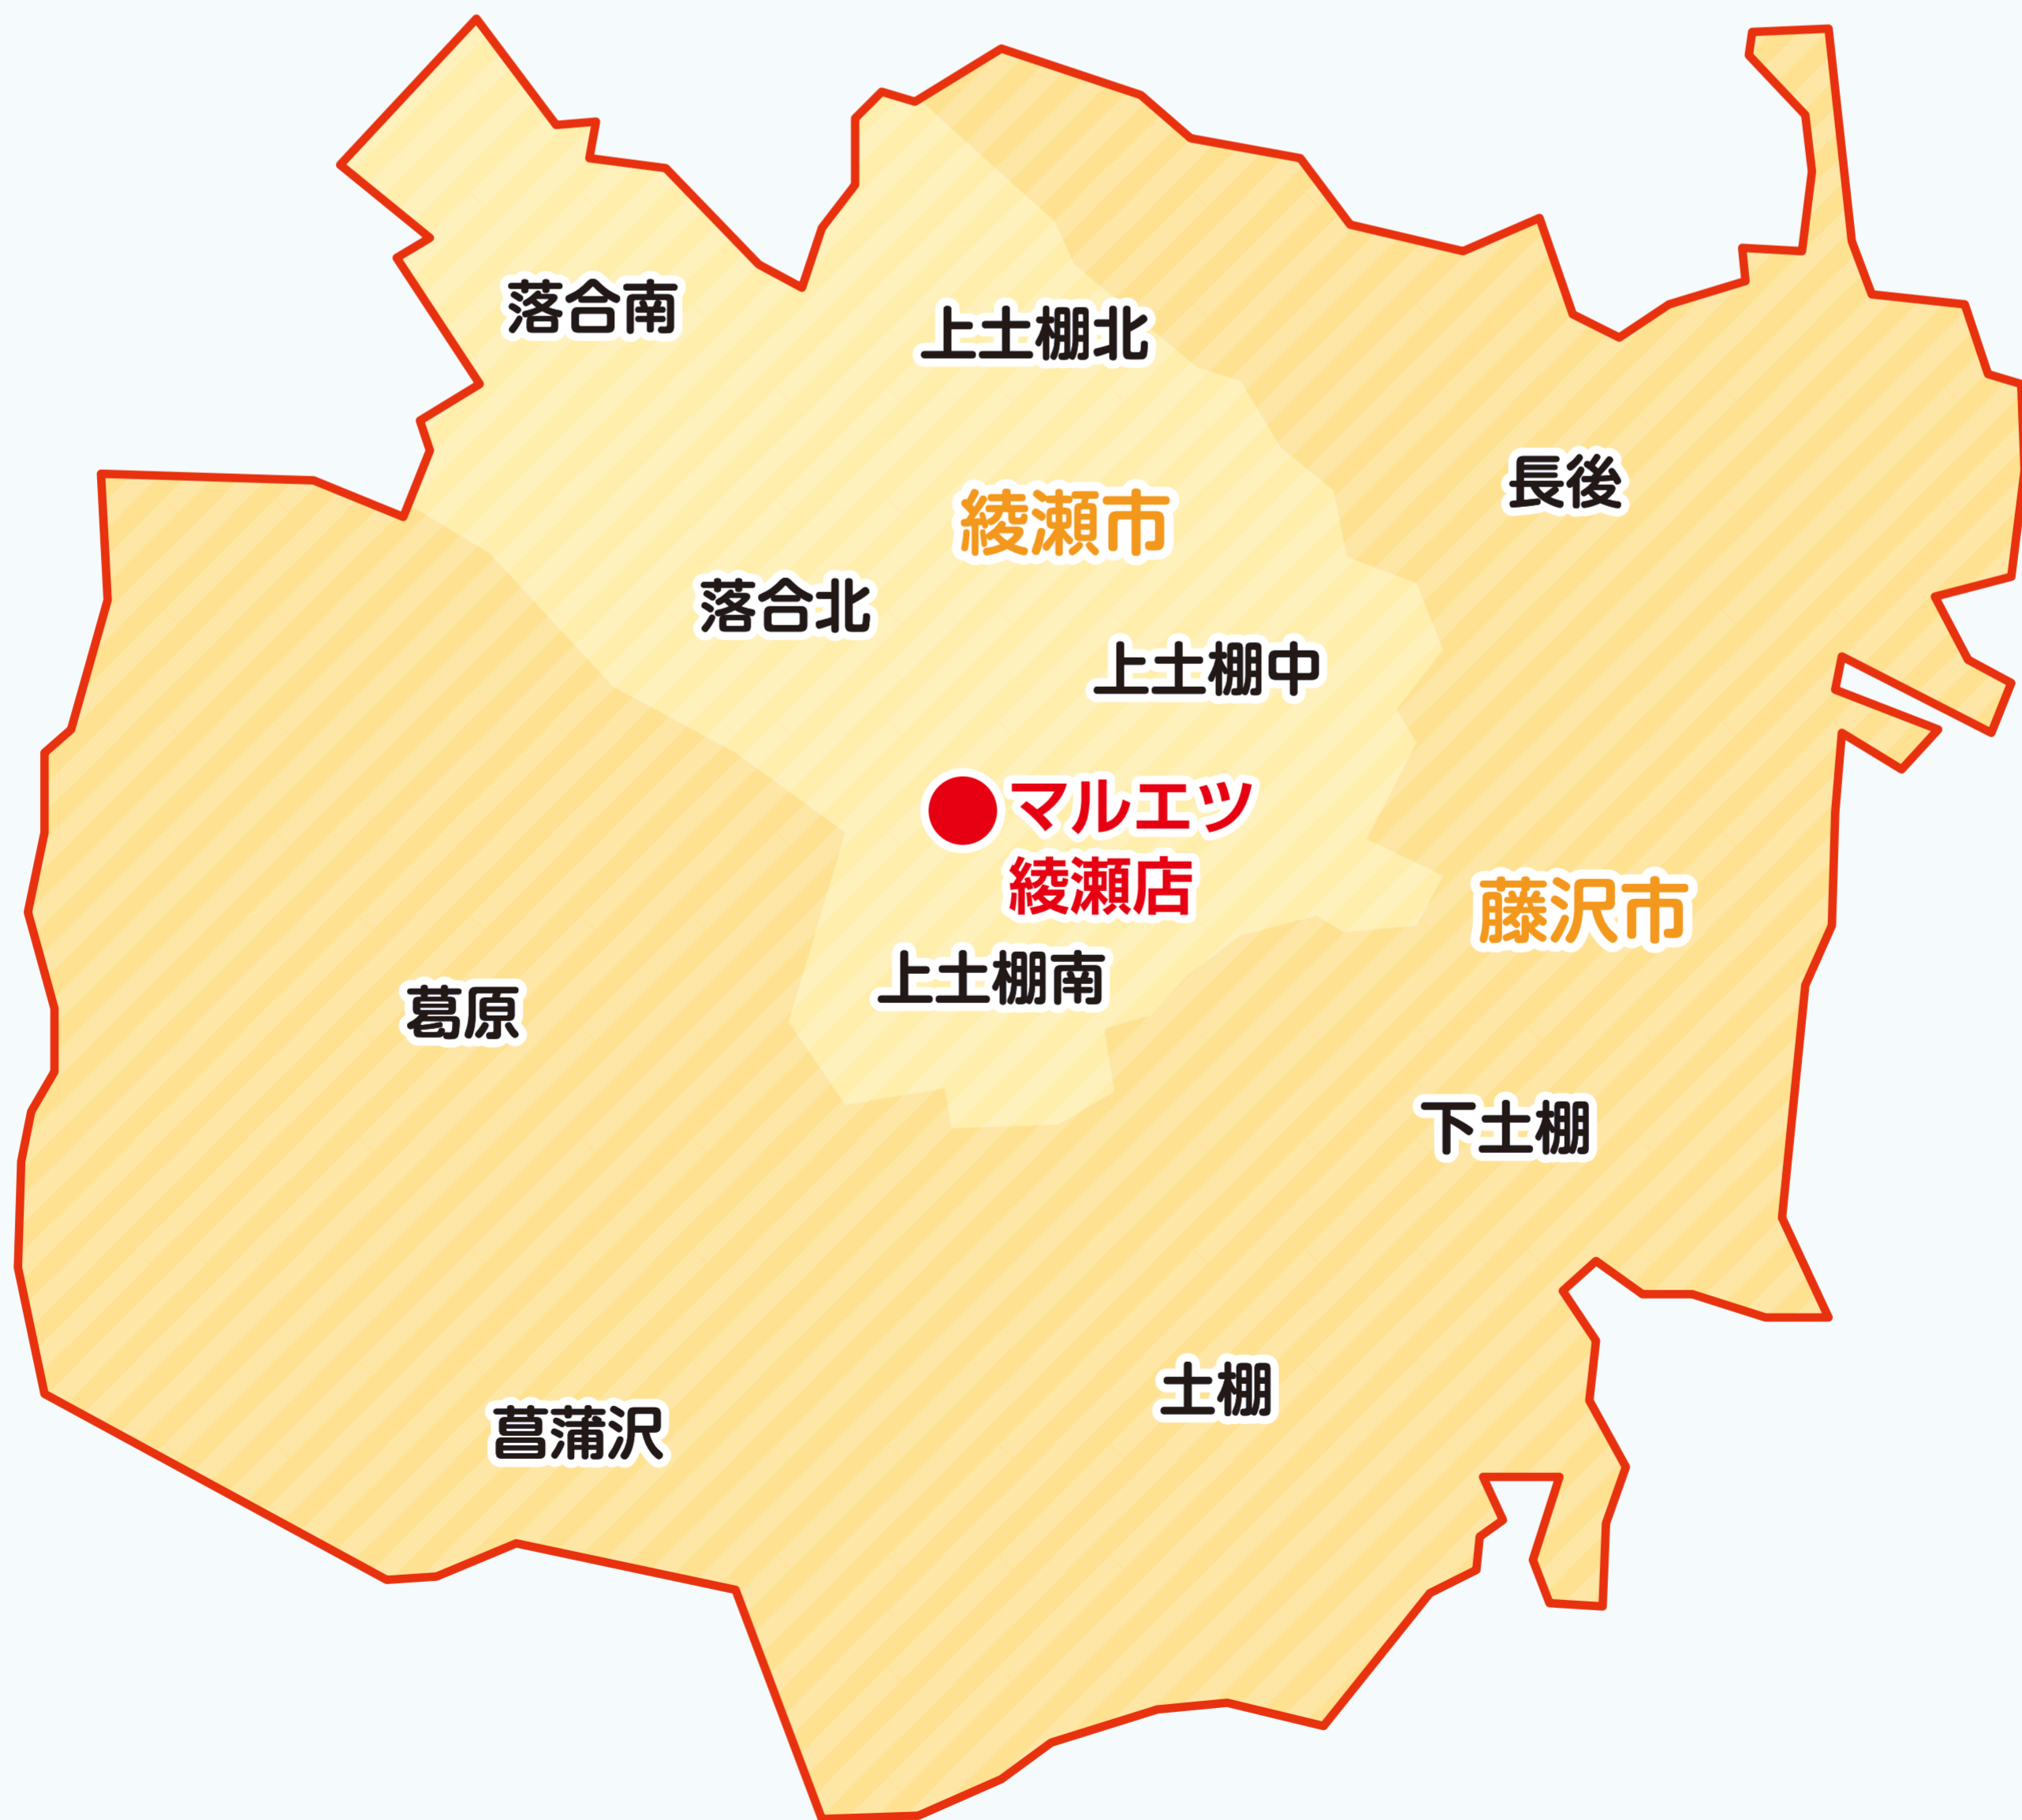 落合南
上土棚北
長後
綾瀬市
落合北
上土棚中
マルエツ
綾瀬店
藤沢市
上土棚南
葛原
下土棚
土棚
菖蒲沢